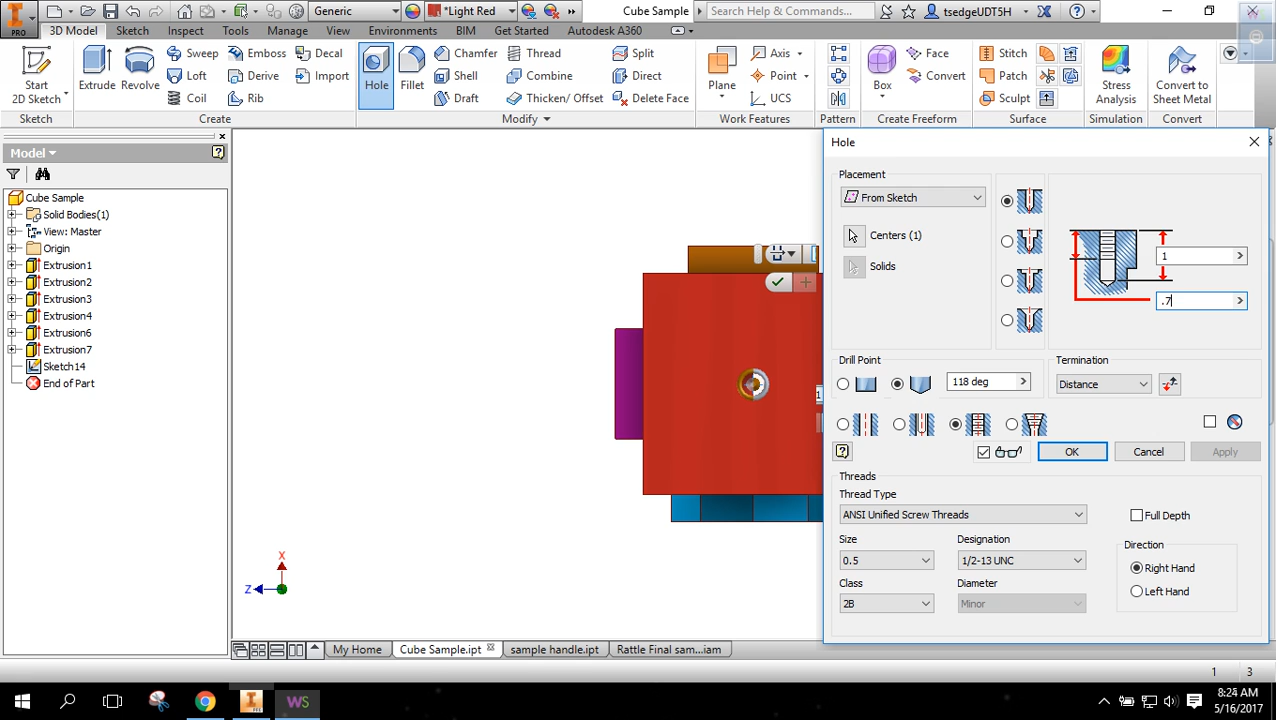 Generic
*Light Red
Cube Sample
Search Help & Commands...
tsedgeUDT5H
PRO
3D Model Sketch Inspect Tools Manage View Environments BIM Get Started Autodesk A360
Start
2D Sketch
Extrude
Revolve
Sweep
Loft
Coil
Emboss
Derive
Rib
Decal
Import
Hole
Fillet
Chamfer
Shell
Draft
Thread
Combine
Thicken/ Offset
Split
Direct
Delete Face
Plane
Axis
Point
UCS
Box
Face
Convert
Stitch
Patch
Sculpt
Stress
Analysis
Convert to
Sheet Metal
Sketch
Create
Modify
Work Features
Pattern
Create Freeform
Surface
Simulation
Convert
Model
Cube Sample
Solid Bodies(1)
View: Master
Origin
Extrusion1
Extrusion2
Extrusion3
Extrusion4
Extrusion6
Extrusion7
Sketch14
End of Part
X
Z
1
Hole
Placement
From Sketch
Centers (1)
Solids
1
.7
Drill Point
118 deg
Termination
Distance
OK
Cancel
Apply
Threads
Thread Type
ANSI Unified Screw Threads
Full Depth
Size
0.5
Designation
1/2-13 UNC
Direction
Right Hand
Left Hand
Class
2B
Diameter
Minor
My Home
Cube Sample.ipt
sample handle.ipt
Rattle Final sam...iam
1
3
WS
8:24 AM
5/16/2017